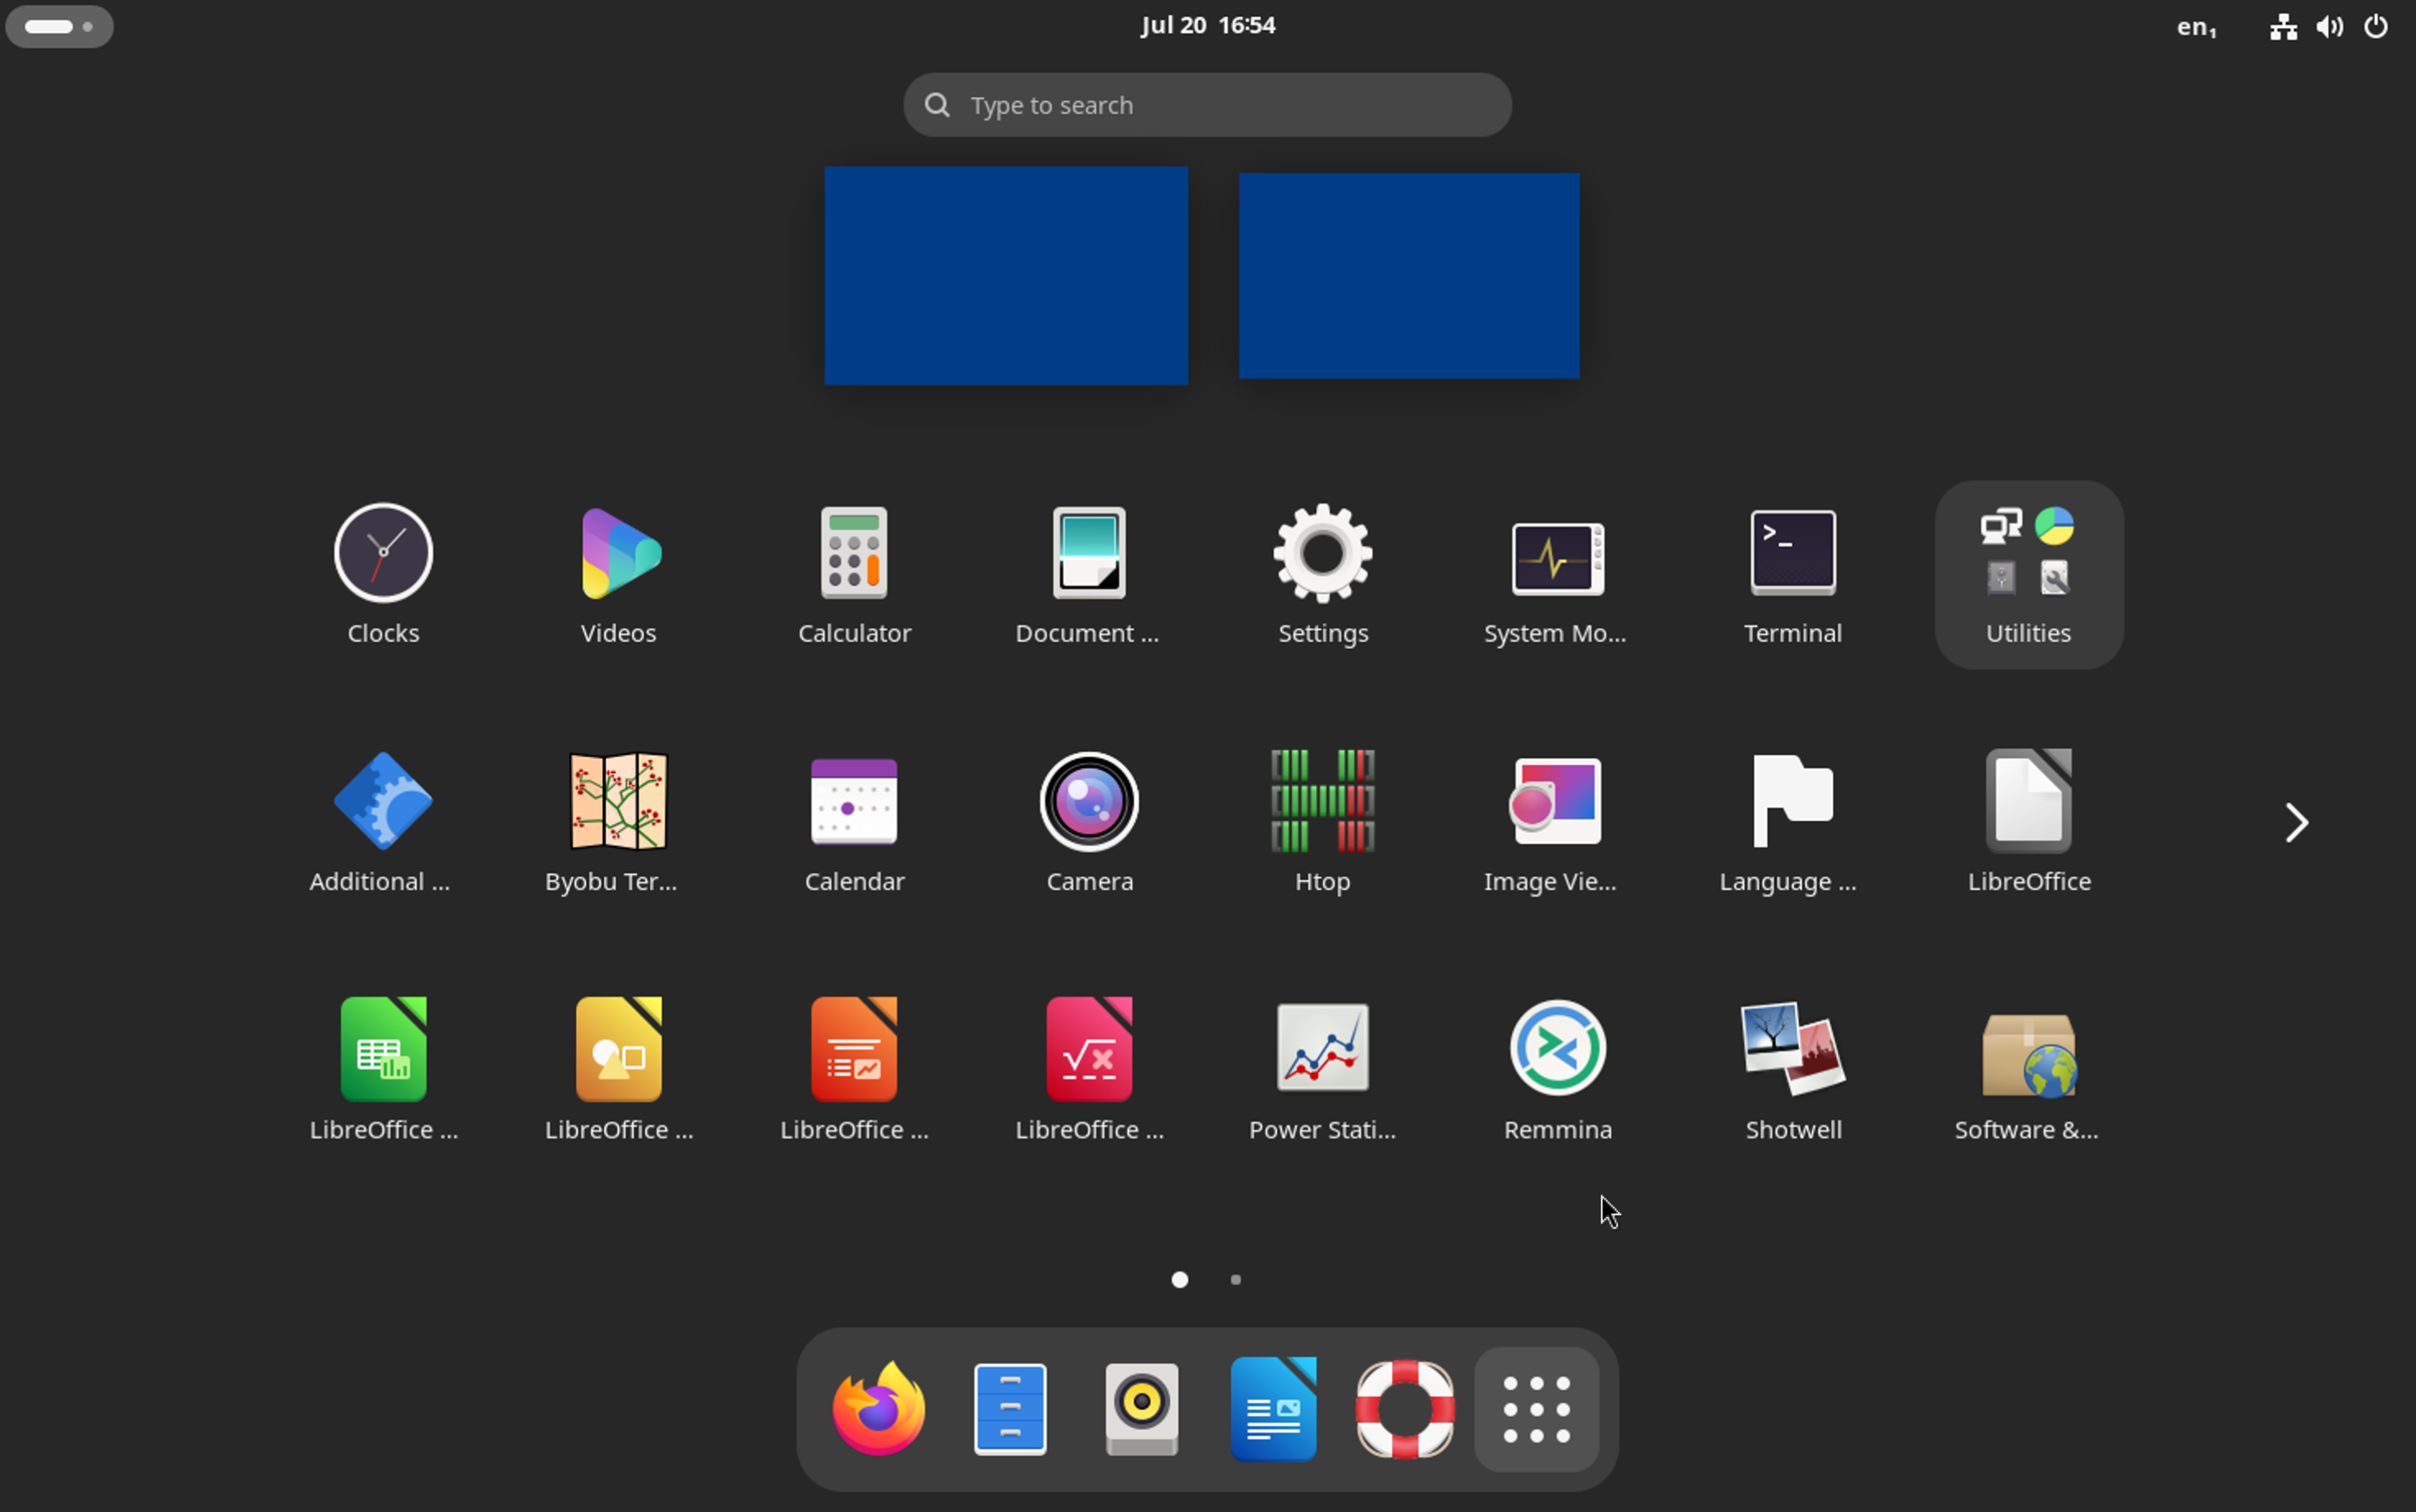 Jul 20 16:54
en₁
Type to search
Clocks
Videos
Calculator
Document ...
Settings
System Mo...
Terminal
Utilities
Additional ...
Byobu Ter...
Calendar
Camera
Htop
Image Vie...
Language ...
LibreOffice
LibreOffice ...
LibreOffice ...
LibreOffice ...
LibreOffice ...
Power Stati...
Remmina
Shotwell
Software &...